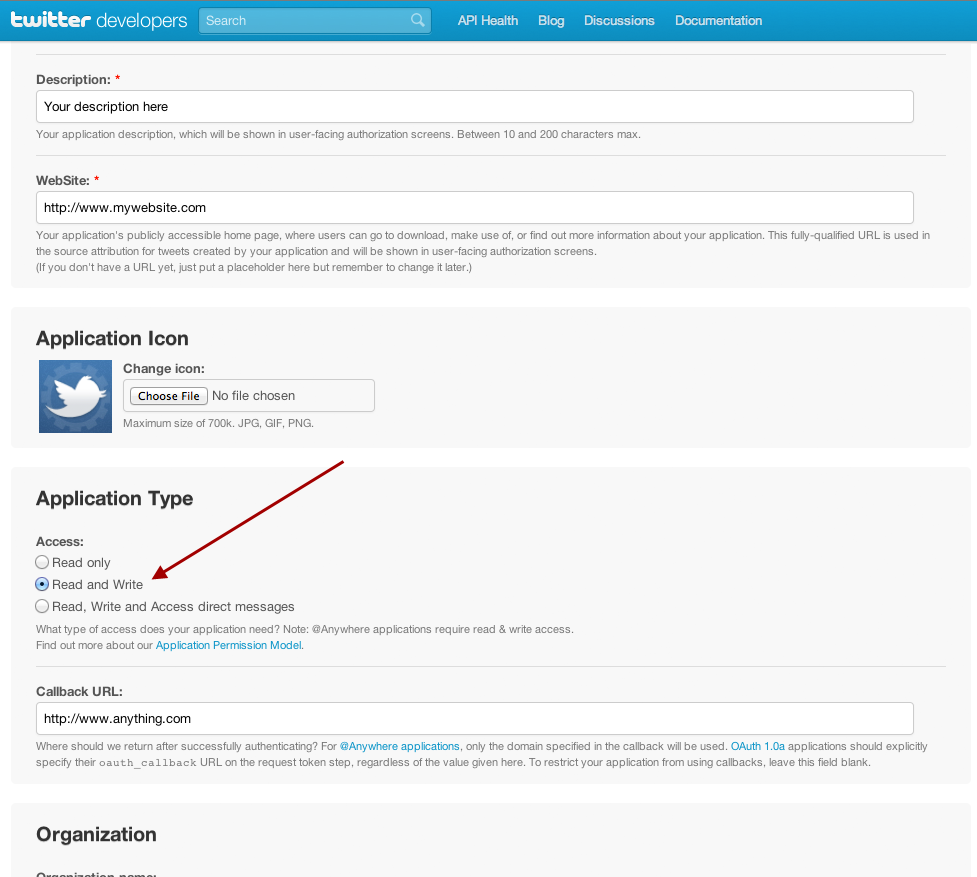 twitter developers Search API Health Blog Discussions Documentation
Description: *
Your description here
Your application description, which will be shown in user-facing authorization screens. Between 10 and 200 characters max.
WebSite: *
http://www.mywebsite.com
Your application's publicly accessible home page, where users can go to download, make use of, or find out more information about your application. This fully-qualified URL is used in
the source attribution for tweets created by your application and will be shown in user-facing authorization screens.
(If you don't have a URL yet, just put a placeholder here but remember to change it later.)
Application Icon
Change icon:
Choose File No file chosen
Maximum size of 700k. JPG, GIF, PNG.
Application Type
Access:
Read only
Read and Write
Read, Write and Access direct messages
What type of access does your application need? Note: @Anywhere applications require read & write access.
Find out more about our Application Permission Model.
Callback URL:
http://www.anything.com
Where should we return after successfully authenticating? For @Anywhere applications, only the domain specified in the callback will be used. OAuth 1.0a applications should explicitly
specify their oauth_callback URL on the request token step, regardless of the value given here. To restrict your application from using callbacks, leave this field blank.
Organization
Organization name: